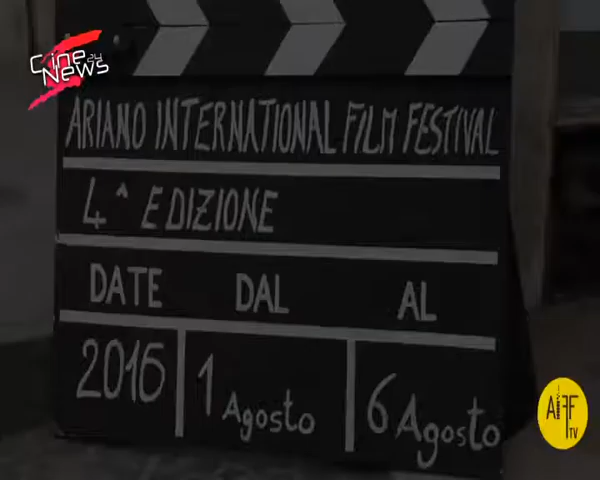 Cine 24
News
ARIANO INTERNATIONAL FILM FESTIVAL
4^ EDIZIONE
DATE DAL AL
2016 1 Agosto 6 Agosto
AIFF
TV